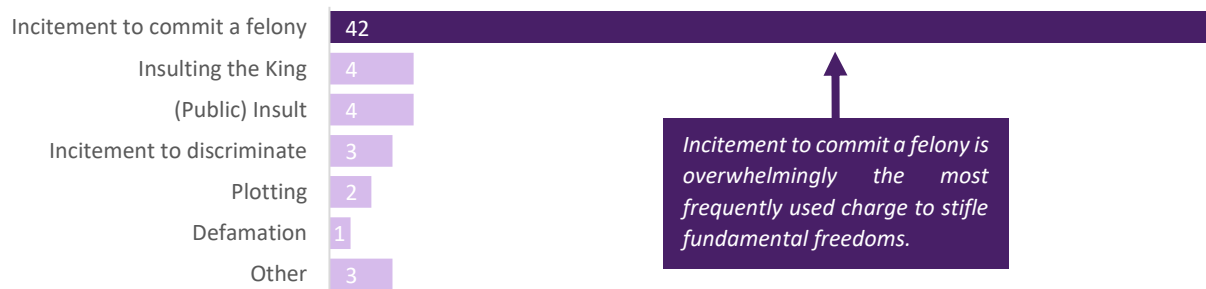 Incitement to commit a felony 42
Insulting the King 4
(Public) Insult 4
Incitement to discriminate 3
Plotting 2
Defamation 1
Other 3
Incitement to commit a felony is
overwhelmingly the most
frequently used charge to stifle
fundamental freedoms.